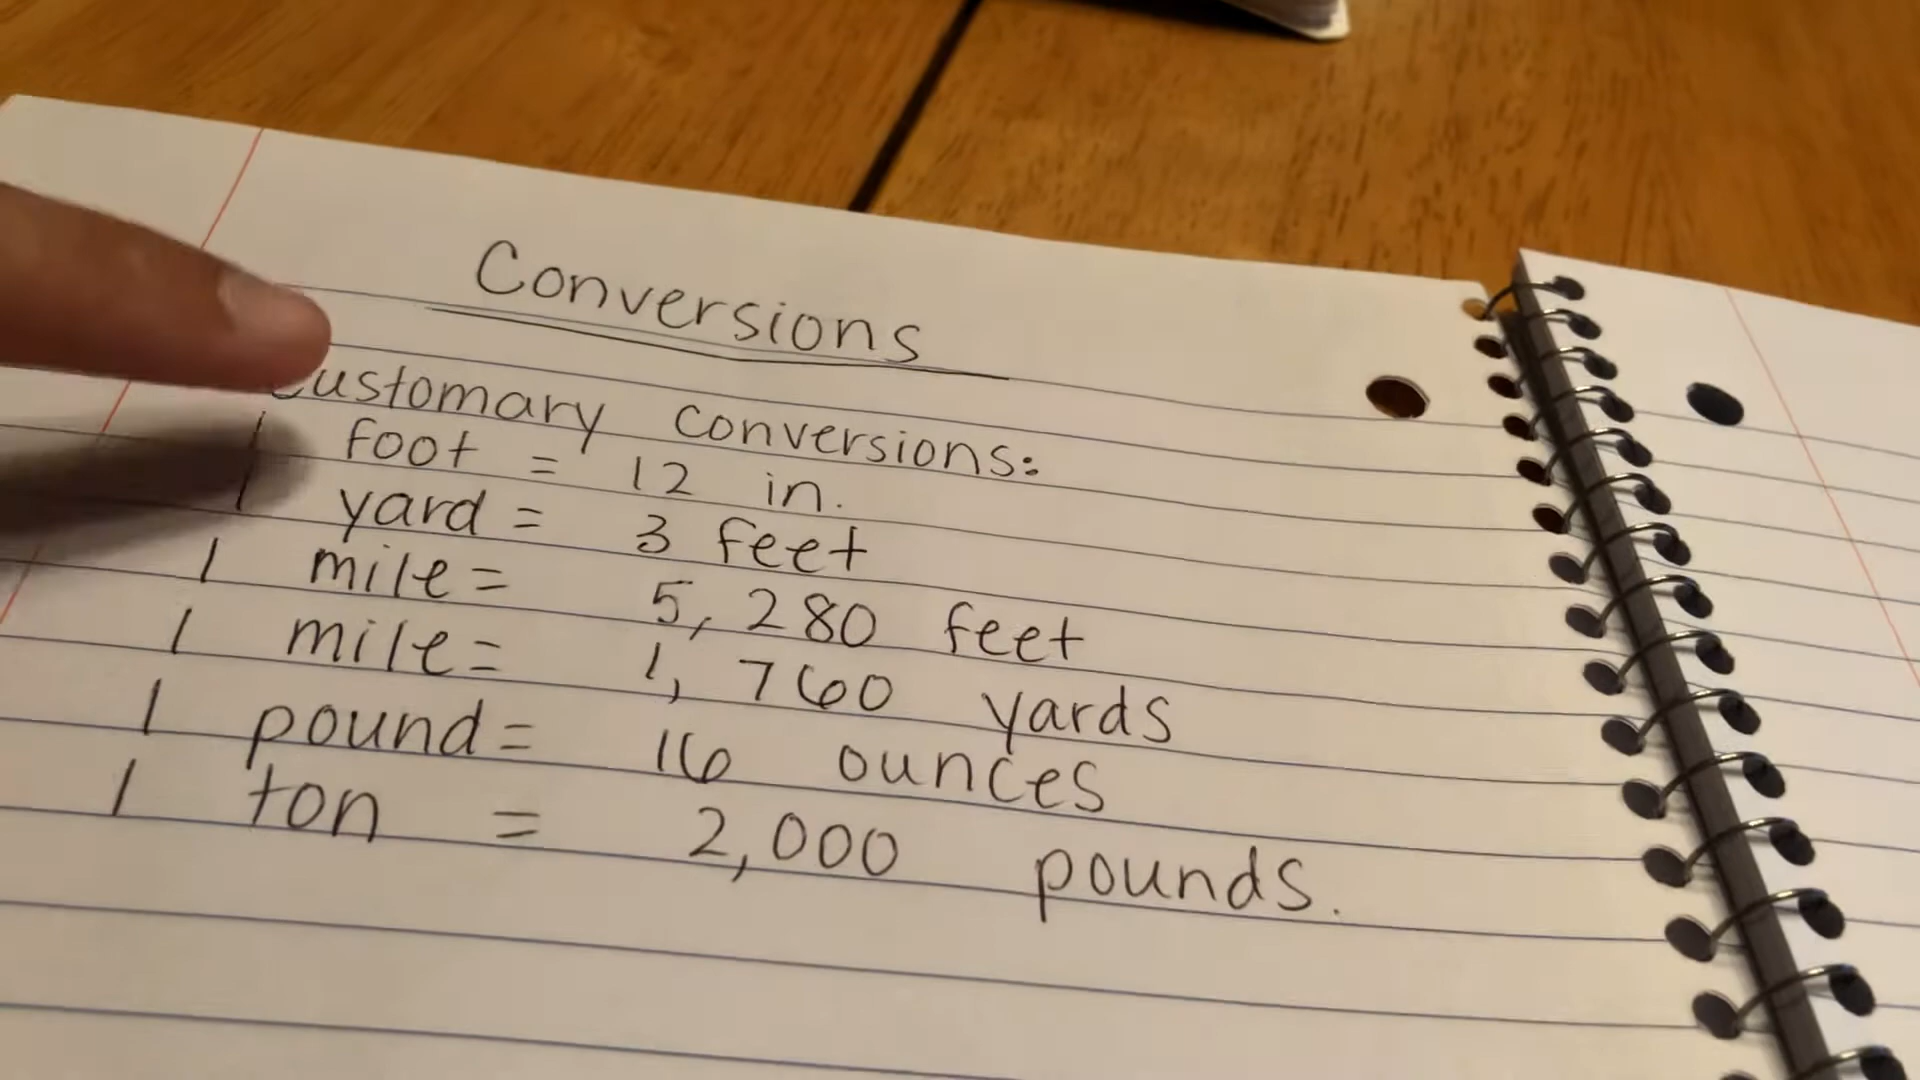 Conversions
Customary conversions:
1 foot = 12 in.
1 yard = 3 feet
1 mile = 5,280 feet
1 mile = 1,760 yards
1 pound = 16 ounces
1 ton = 2,000 pounds.